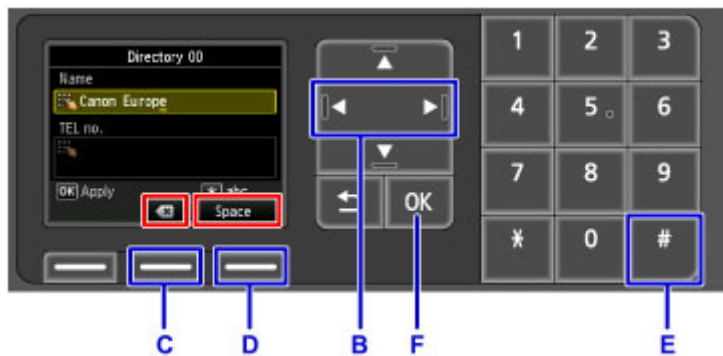 Directory 00
Name
Canon Europe
TEL no.
OK Apply
* abc
Space
OK
1 2 3
4 5 6
7 8 9
* 0 #
C D B F E